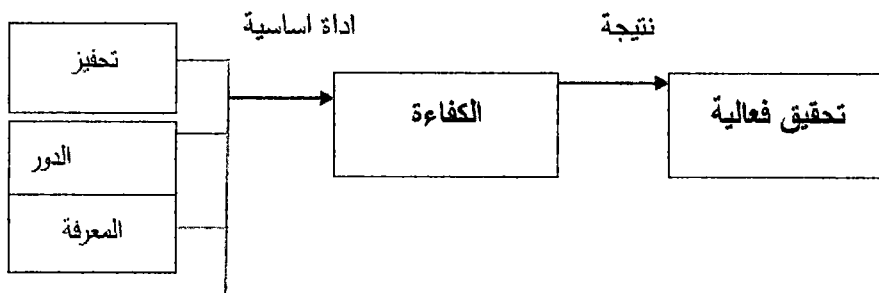 اداة اساسية
نتيجة
تحفيز
الكفاءة
تحقيق فعالية
الدور
المعرفة